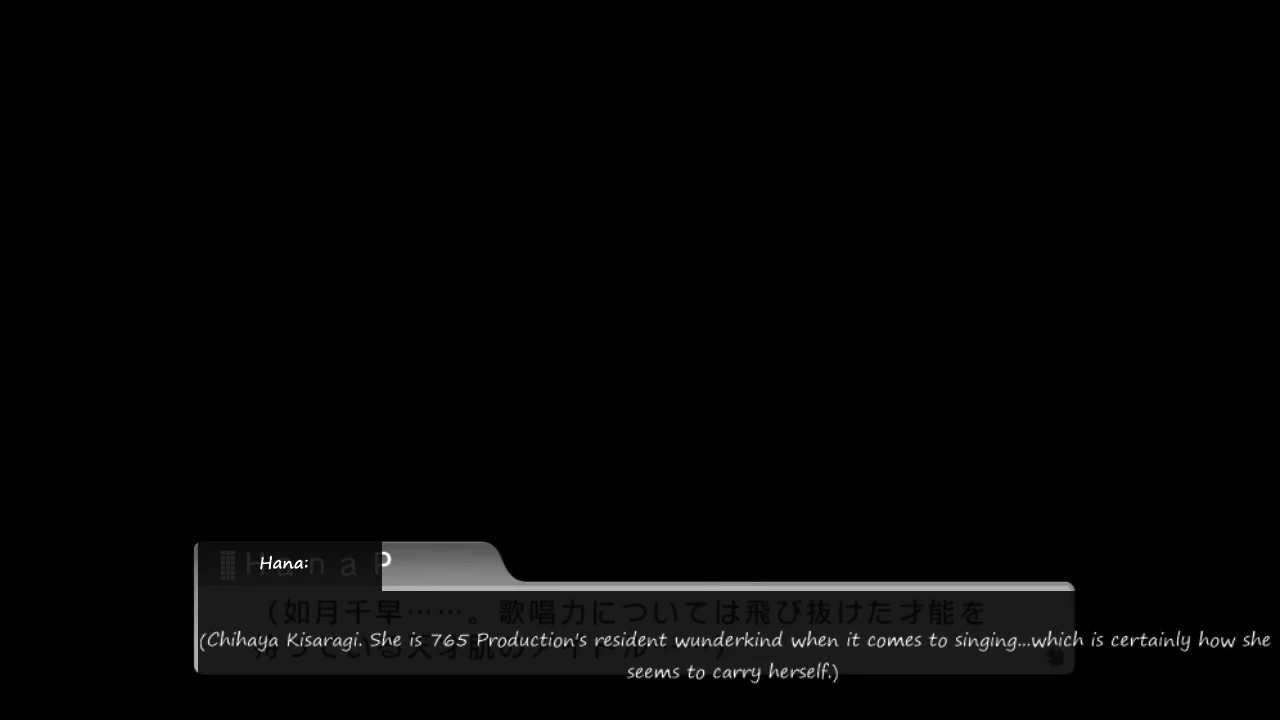 HanaP
Hana:
(如月千早……。歌唱力については飛び抜けた才能を
(Chihaya Kisaragi. She is 765 Production's resident wunderkind when it comes to singing...which is certainly how she
seems to carry herself.)